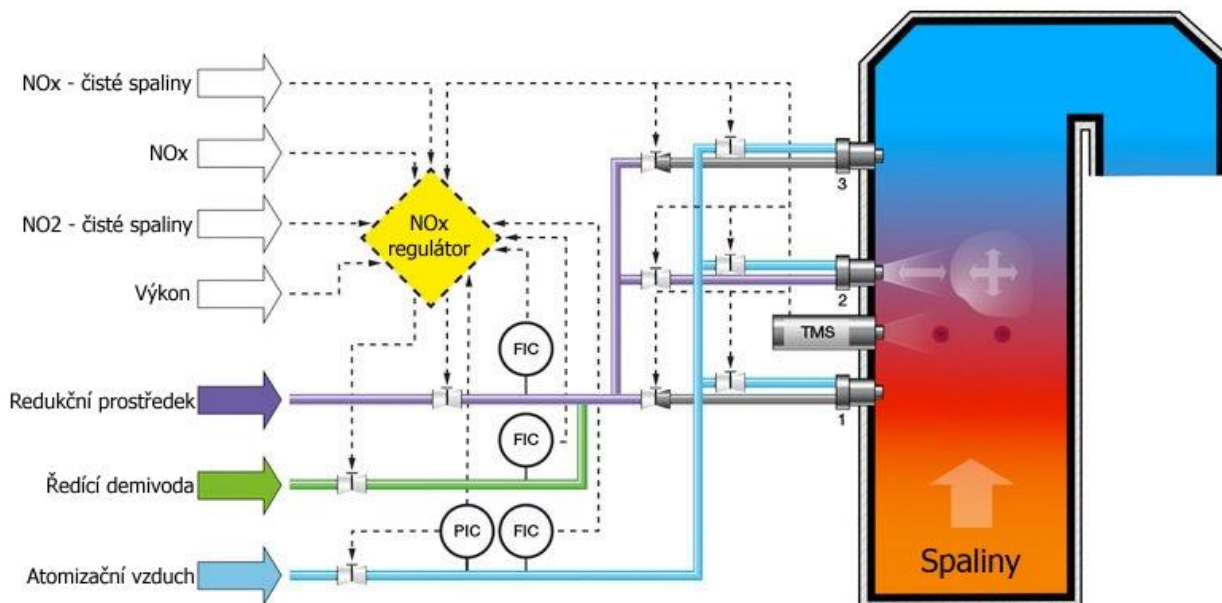 NOx - čisté spaliny
NOx
NO2 - čisté spaliny
Výkon
Redukční prostředek
Ředící demivoda
Atomizační vzduch
NOx
regulátor
FIC
FIC
PIC
FIC
3
2
TMS
1
Spaliny